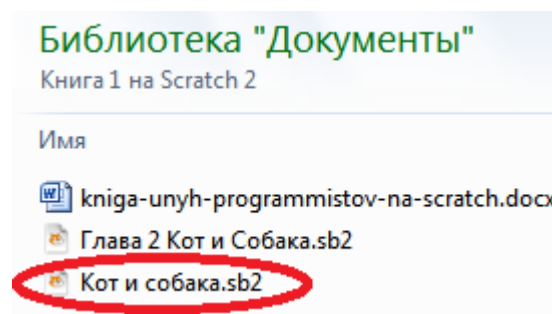 Библиотека "Документы"
Книга 1 на Scratch 2
Имя
kniga-unyh-programmistov-na-scratch.docx
Глава 2 Кот и Собака.sb2
Кот и собака.sb2